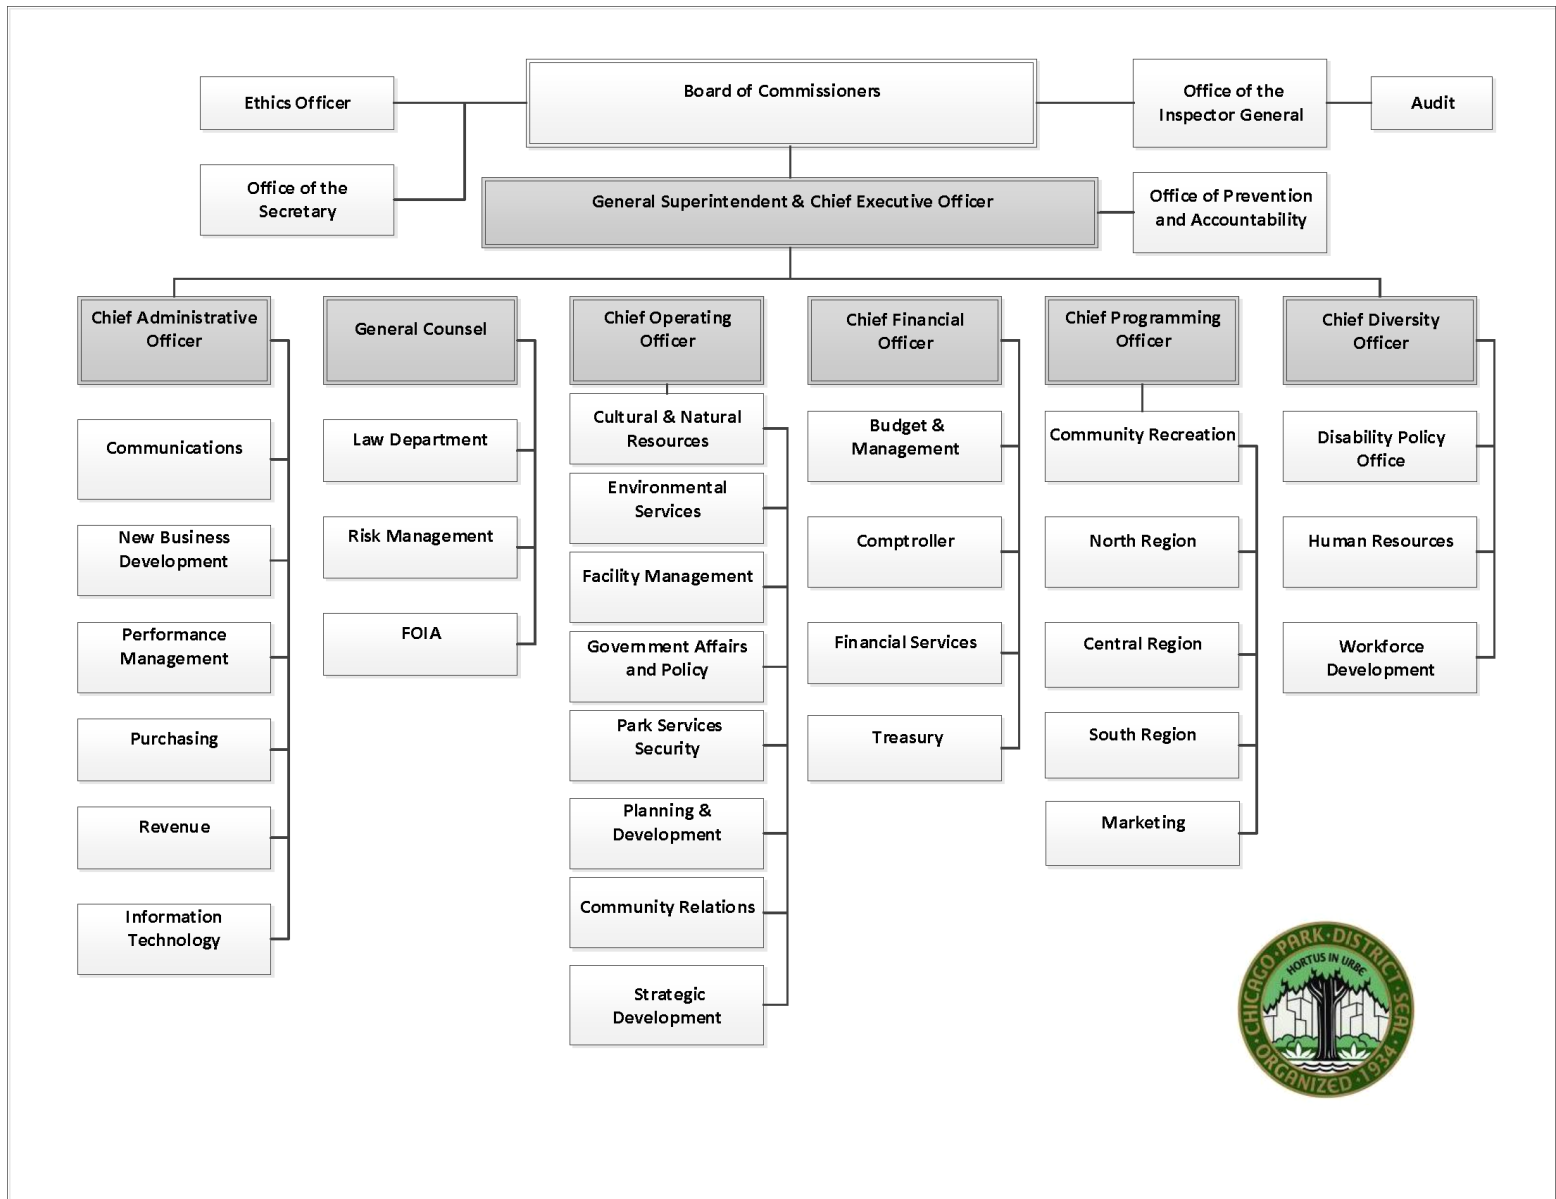 Board of Commissioners
Ethics Officer
Office of the
Inspector General
Audit
Office of the
Secretary
General Superintendent & Chief Executive Officer
Office of Prevention
and Accountability
Chief Administrative
Officer
Communications
New Business
Development
Performance
Management
Purchasing
Revenue
Information
Technology
General Counsel
Law Department
Risk Management
FOIA
Chief Operating
Officer
Cultural & Natural
Resources
Environmental
Services
Facility Management
Government Affairs
and Policy
Park Services
Security
Planning &
Development
Community Relations
Strategic
Development
Chief Financial
Officer
Budget &
Management
Comptroller
Financial Services
Treasury
Chief Programming
Officer
Community Recreation
North Region
Central Region
South Region
Marketing
Chief Diversity
Officer
Disability Policy
Office
Human Resources
Workforce
Development
CHICAGO·PARK·DISTRICT·SEAL
HORTUS IN URBE
·ORGANIZED·1934·